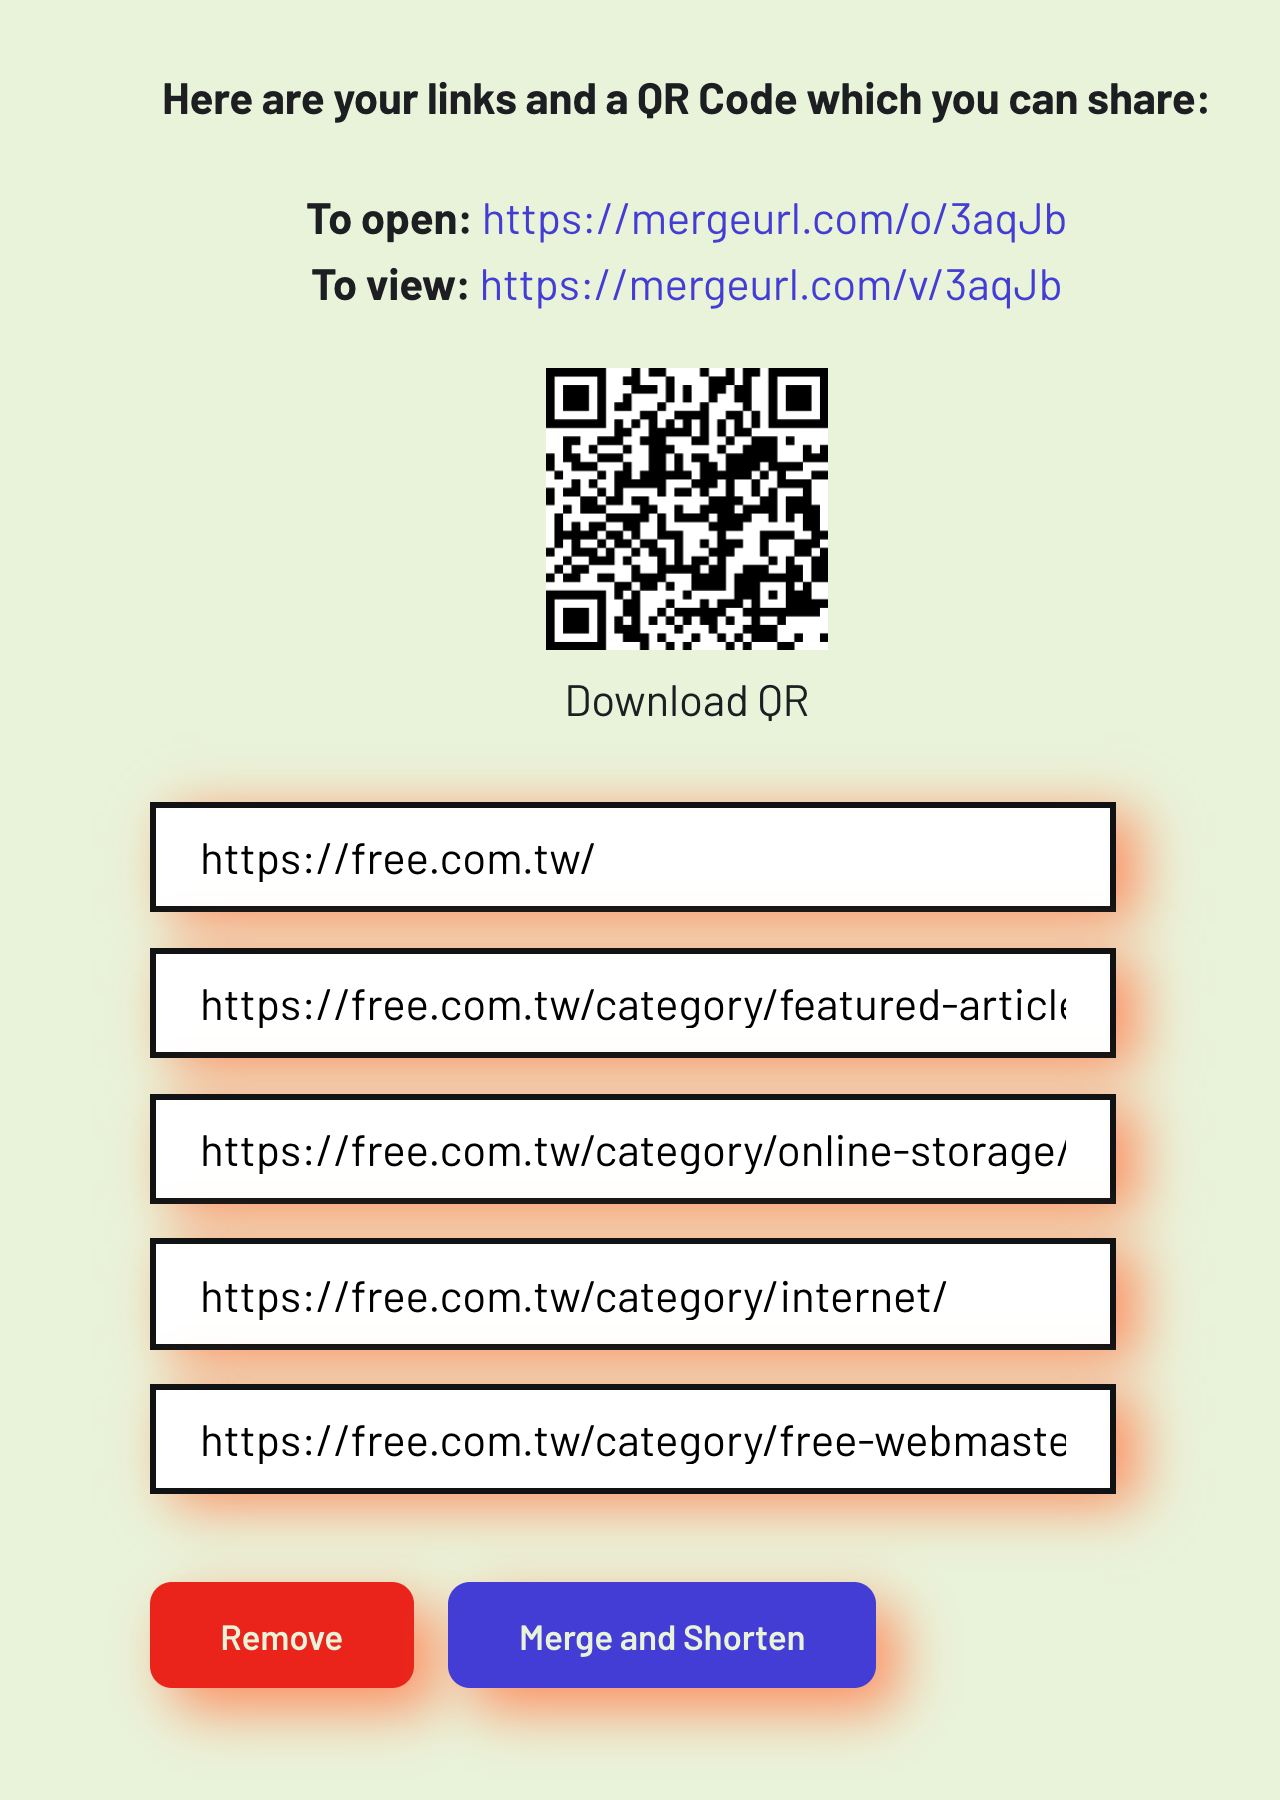 Here are your links and a QR Code which you can share:
To open: https://mergeurl.com/o/3aqJb
To view: https://mergeurl.com/v/3aqJb
Download QR
https://free.com.tw/
https://free.com.tw/category/featured-article
https://free.com.tw/category/online-storage/
https://free.com.tw/category/internet/
https://free.com.tw/category/free-webmaste
Remove
Merge and Shorten